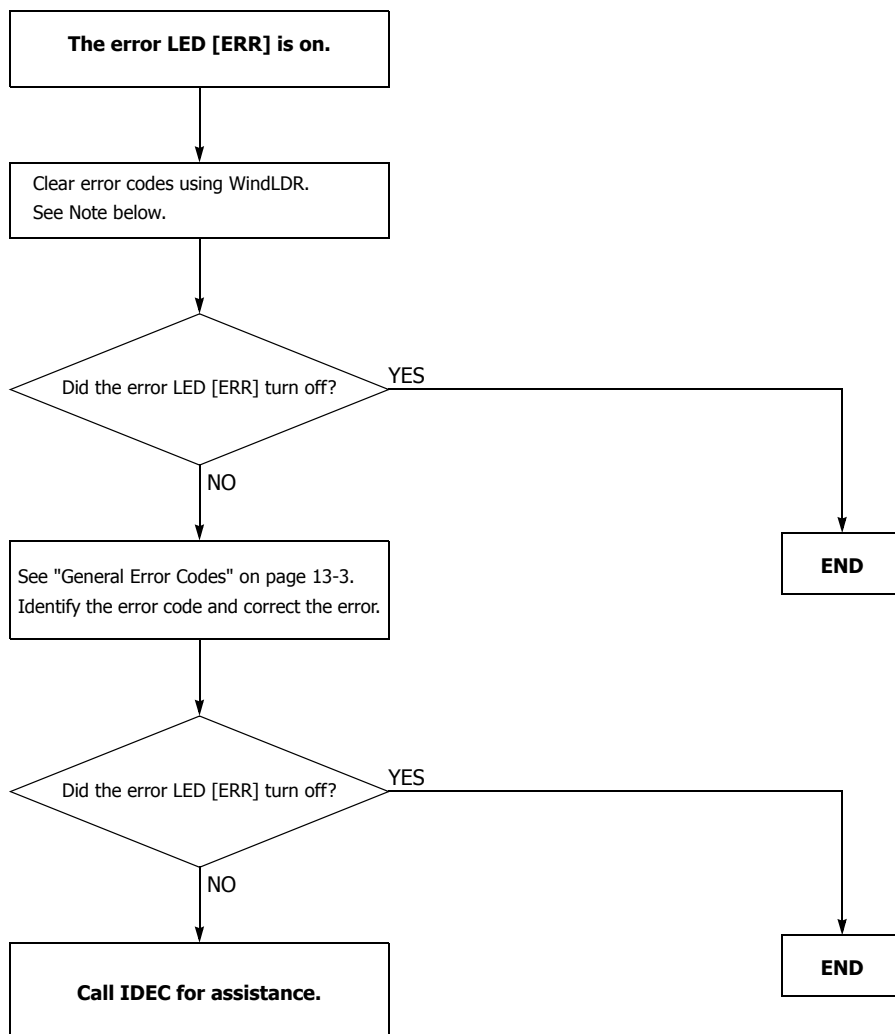 The error LED [ERR] is on.
Clear error codes using WindLDR.
See Note below.
Did the error LED [ERR] turn off?
YES
NO
END
See "General Error Codes" on page 13-3.
Identify the error code and correct the error.
Did the error LED [ERR] turn off?
YES
NO
END
Call IDEC for assistance.